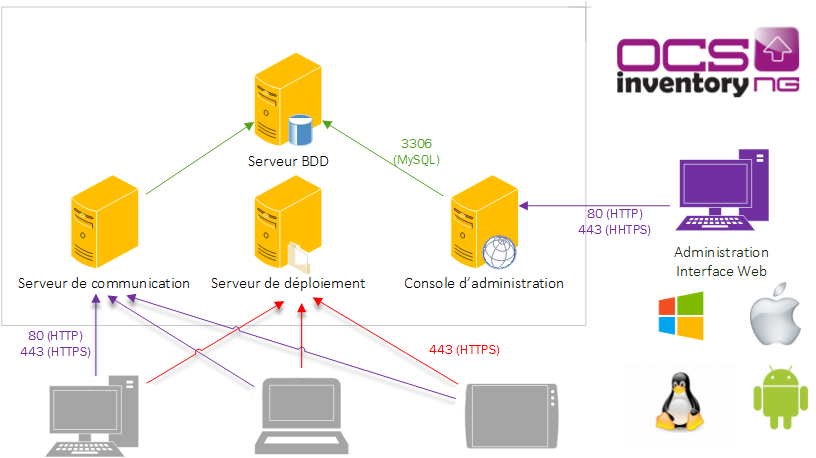 OCS
inventory NG
3306
(MySQL)
Serveur BDD
80 (HTTP)
443 (HHTPS)
Administration
Interface Web
Serveur de communication
Serveur de déploiement
Console d'administration
80 (HTTP)
443 (HTTPS)
443 (HTTPS)